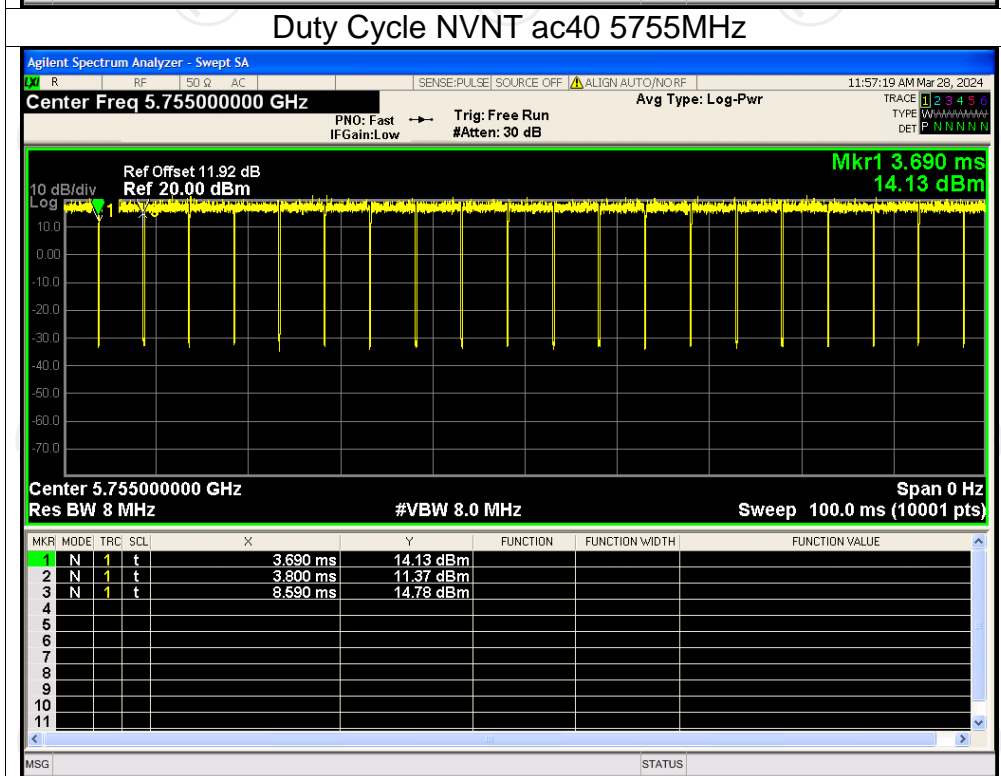 Duty Cycle NVNT ac40 5755MHz
Agilent Spectrum Analyzer - Swept SA
LXI R RF 50 Ω AC SENSE:PULSE SOURCE OFF ALIGN AUTO/NO RF 11:57:19 AM Mar 28, 2024
Center Freq 5.755000000 GHz Avg Type: Log-Pwr TRACE 1 2 3 4 5 6
PNO: Fast Trig: Free Run TYPE W
IFGain:Low #Atten: 30 dB DET P N N N N N
Mkr1 3.690 ms
14.13 dBm
Ref Offset 11.92 dB
10 dB/div Ref 20.00 dBm
Log
1
10.0
0.00
-10.0
-20.0
-30.0
-40.0
-50.0
-60.0
-70.0
Center 5.755000000 GHz Span 0 Hz
Res BW 8 MHz #VBW 8.0 MHz Sweep 100.0 ms (10001 pts)
MKR MODE TRC SCL X Y FUNCTION FUNCTION WIDTH FUNCTION VALUE
1 N 1 t 3.690 ms 14.13 dBm
2 N 1 t 3.800 ms 11.37 dBm
3 N 1 t 8.590 ms 14.78 dBm
4
5
6
7
8
9
10
11
MSG STATUS